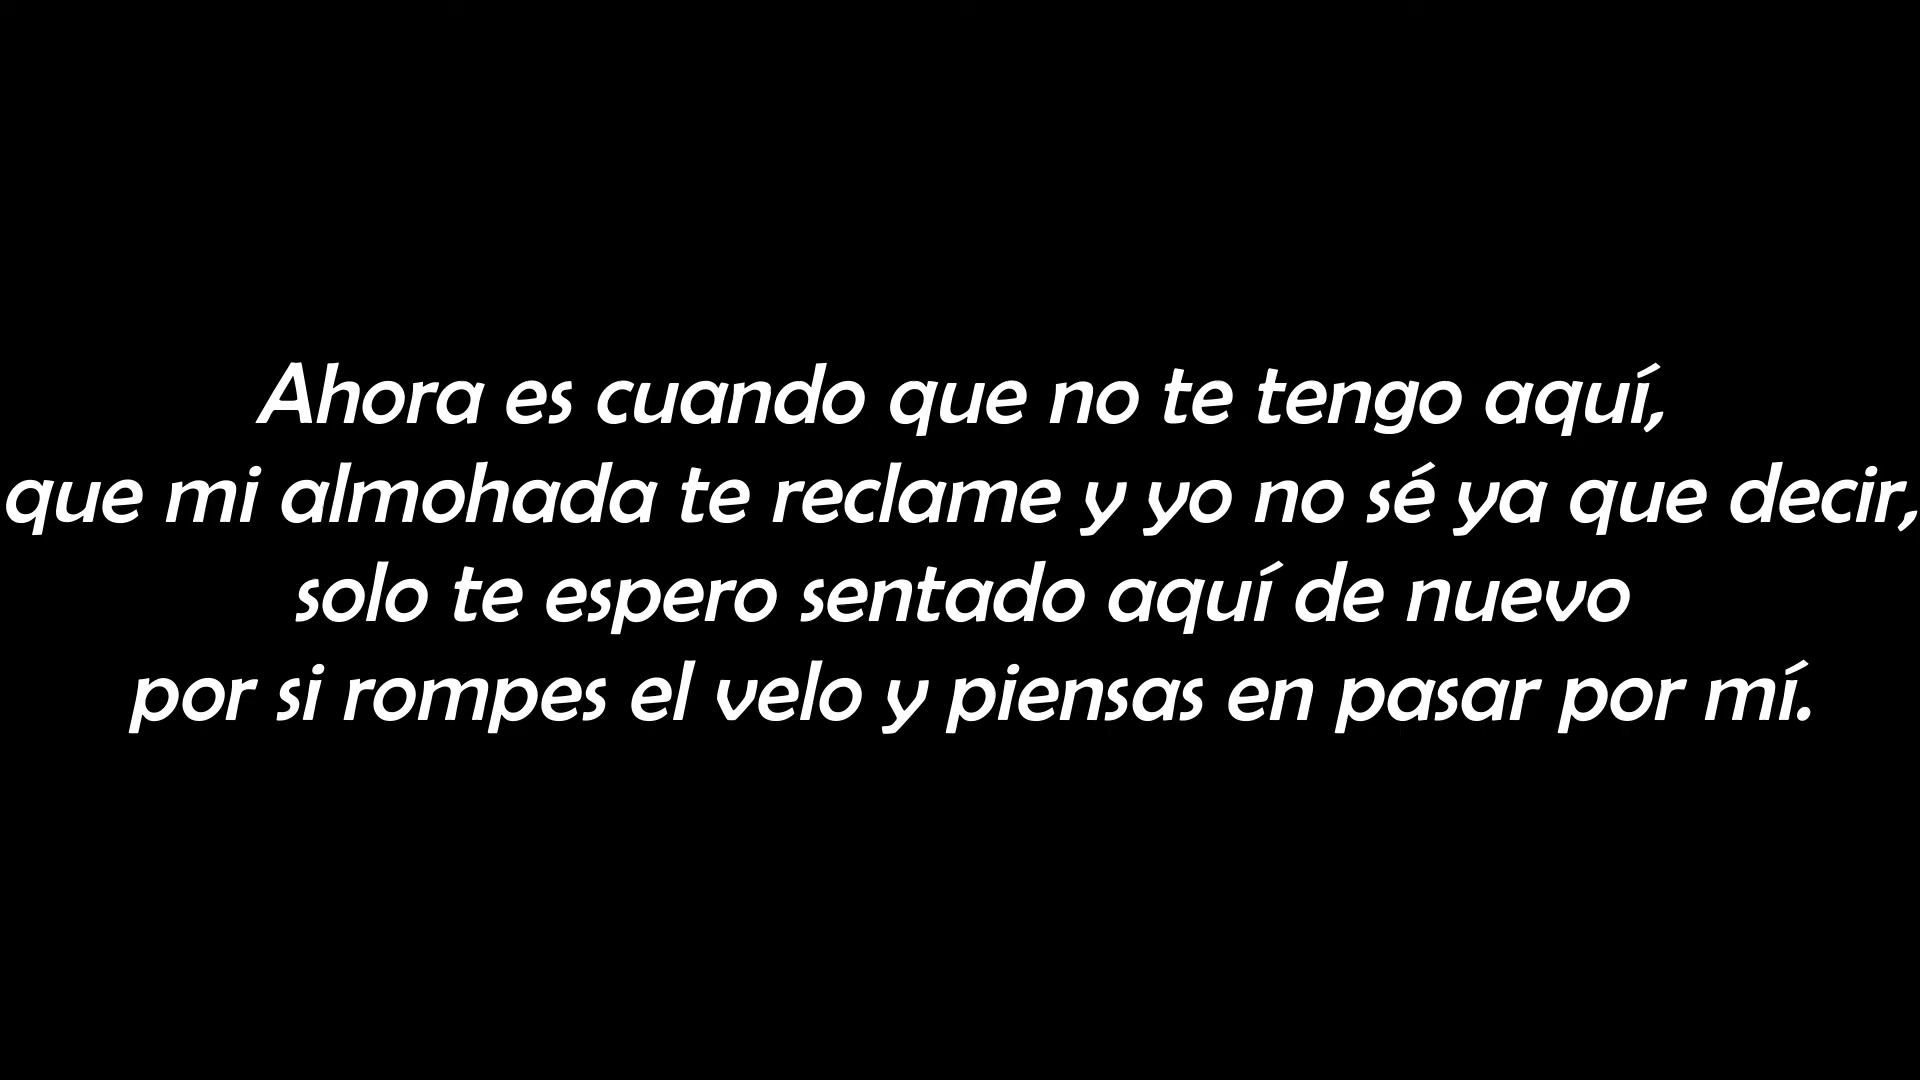 Ahora es cuando que no te tengo aquí,
que mi almohada te reclame y yo no sé ya que decir,
solo te espero sentado aquí de nuevo
por si rompes el velo y piensas en pasar por mí.